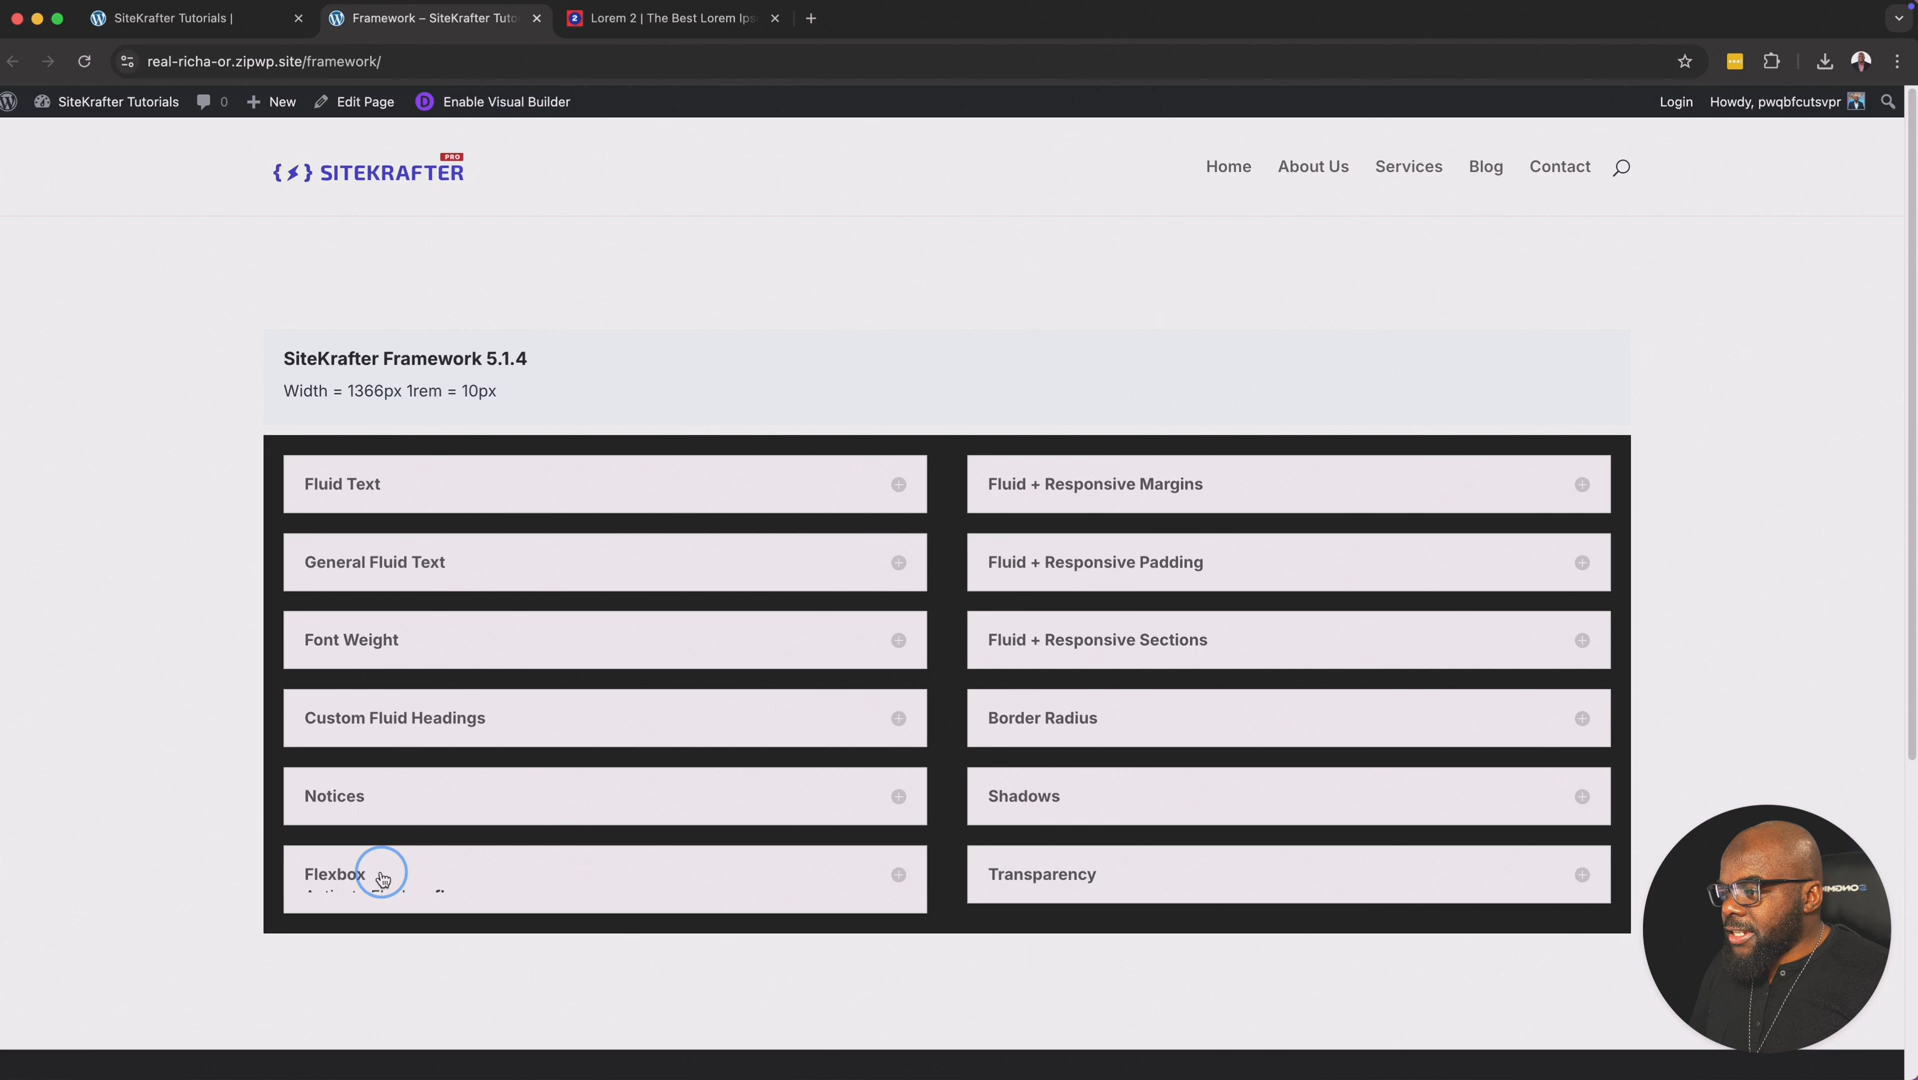 SiteKrafter Tutorials |
Framework – SiteKrafter Tuto
Lorem 2 | The Best Lorem Ips
real-richa-or.zipwp.site/framework/
SiteKrafter Tutorials
0
New
Edit Page
Enable Visual Builder
Login
Howdy, pwqbfcutsvpr
SITEKRAFTER
PRO
Home
About Us
Services
Blog
Contact
SiteKrafter Framework 5.1.4
Width = 1366px 1rem = 10px
Fluid Text
General Fluid Text
Font Weight
Custom Fluid Headings
Notices
Flexbox
Fluid + Responsive Margins
Fluid + Responsive Padding
Fluid + Responsive Sections
Border Radius
Shadows
Transparency